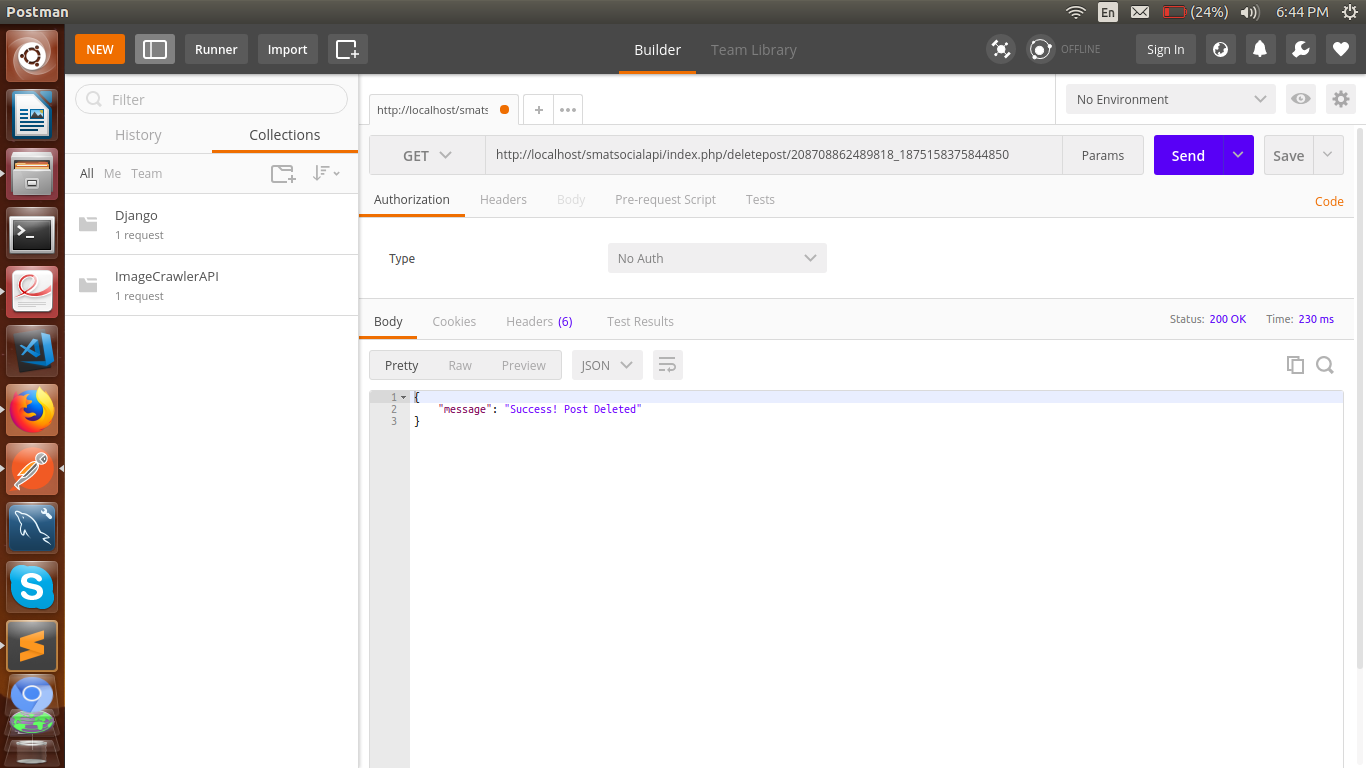 Postman
En (24%) 6:44 PM
NEW Runner Import Builder Team Library OFFLINE Sign In
Filter
History Collections
All Me Team
Django
1 request
ImageCrawlerAPI
1 request
http://localhost/smats + ••• No Environment
GET http://localhost/smatsocialapi/index.php/deletepost/208708862489818_1875158375844850 Params Send Save
Authorization Headers Body Pre-request Script Tests Code
Type No Auth
Body Cookies Headers (6) Test Results Status: 200 OK Time: 230 ms
Pretty Raw Preview JSON
1 {
2 "message": "Success! Post Deleted"
3 }